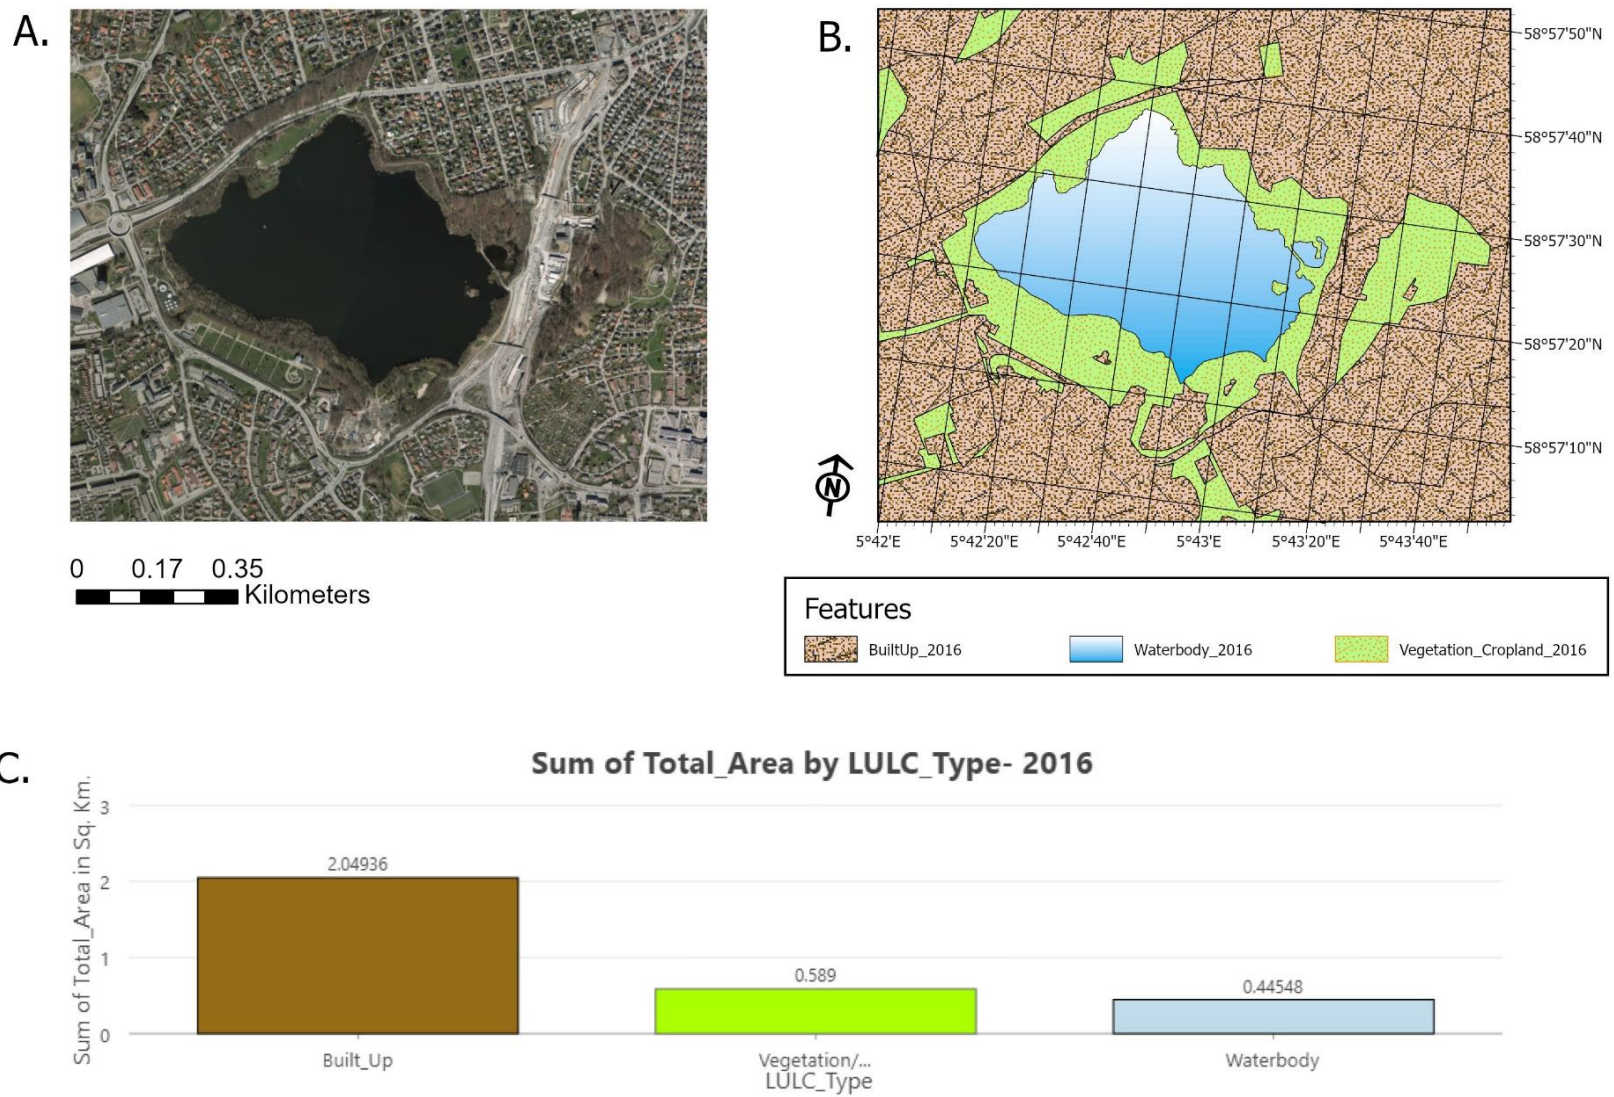 A.
B.
58°57'50"N
58°57'40"N
58°57'30"N
58°57'20"N
58°57'10"N
N
5°42'E 5°42'20"E 5°42'40"E 5°43'E 5°43'20"E 5°43'40"E
0 0.17 0.35
Kilometers
Features
BuiltUp_2016 Waterbody_2016 Vegetation_Cropland_2016
C.
Sum of Total_Area by LULC_Type- 2016
Sum of Total_Area in Sq. Km.
3
2
1
0
2.04936
0.589
0.44548
Built_Up Vegetation/... Waterbody
LULC_Type